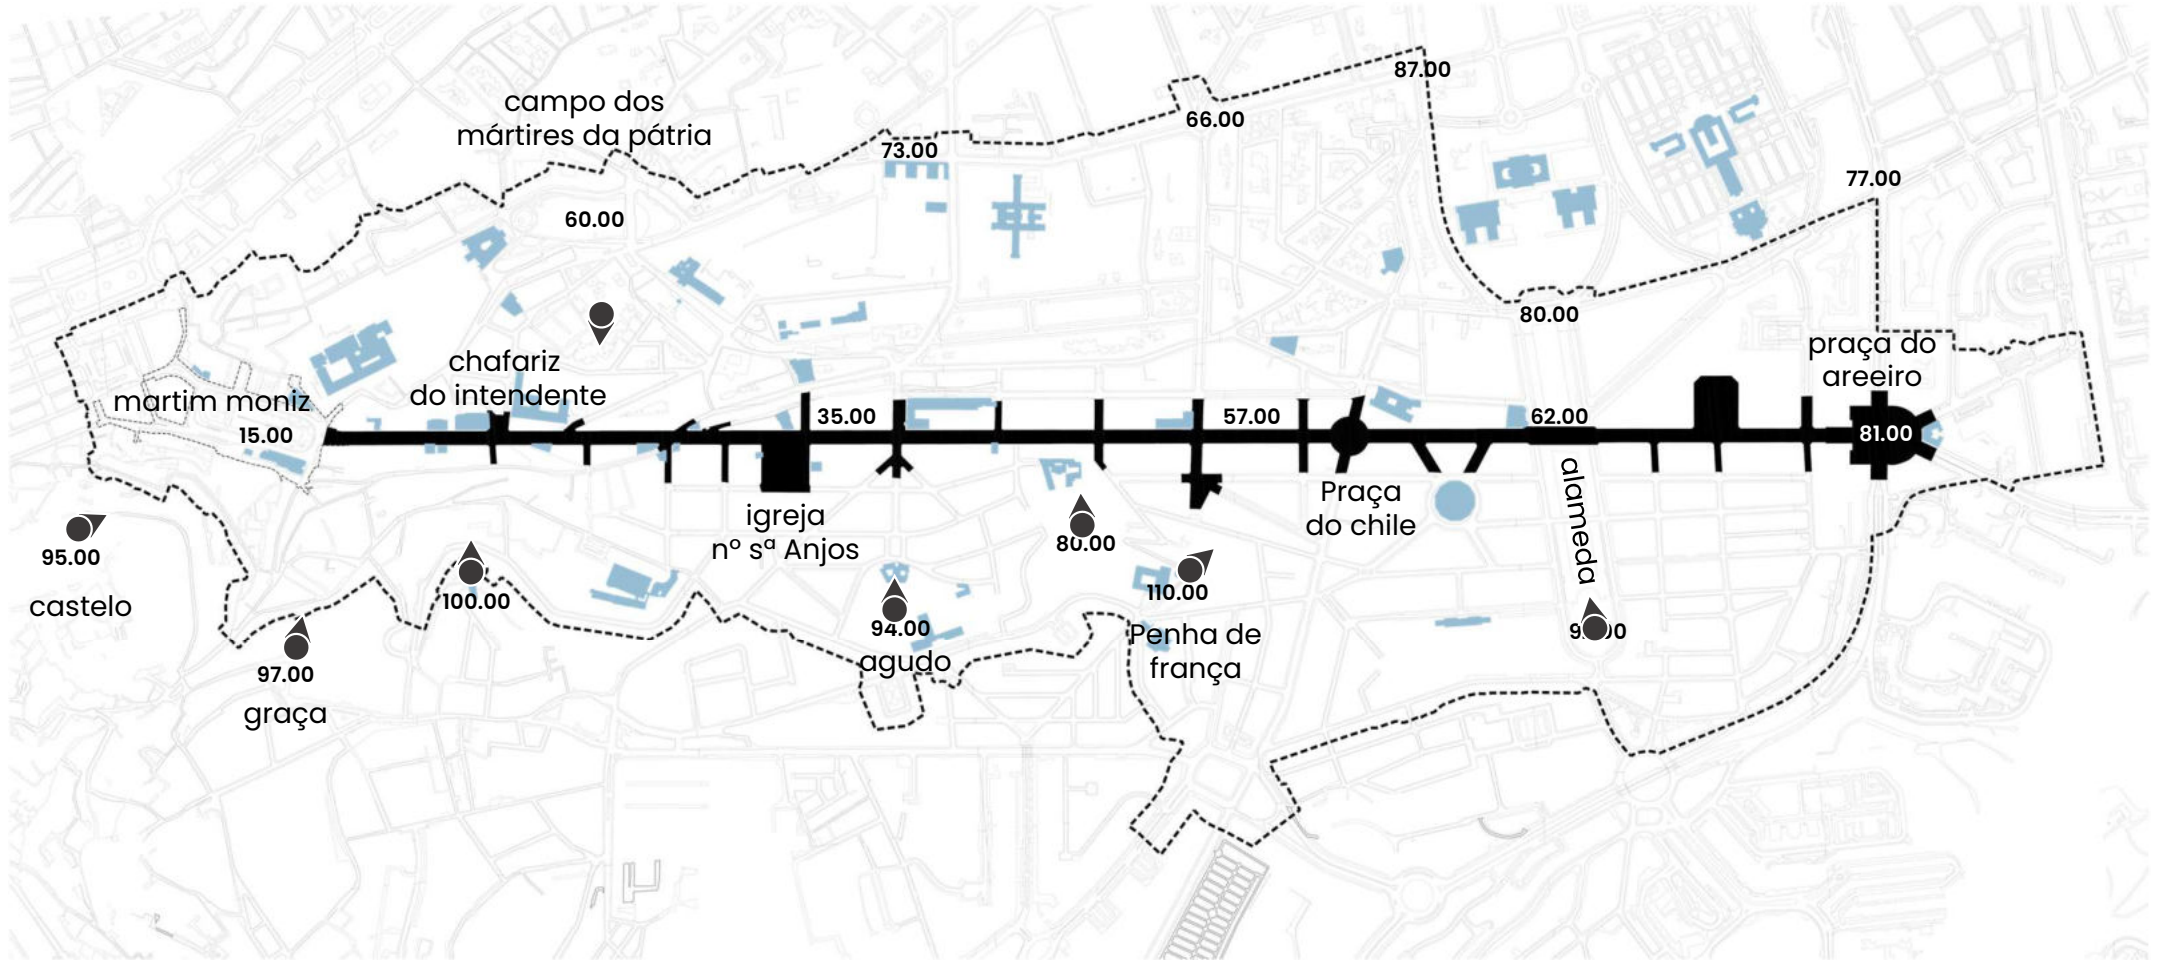 87.00
campo dos
mártires da pátria
66.00
73.00
77.00
60.00
80.00
chafariz
do intendente
praça do
areeiro
martim moniz
15.00
35.00
57.00
62.00
81.00
alameda
Praça
do chile
igreja
nº sª Anjos
95.00
castelo
80.00
100.00
110.00
94.00
Penha de
frança
agudo
97.00
graça